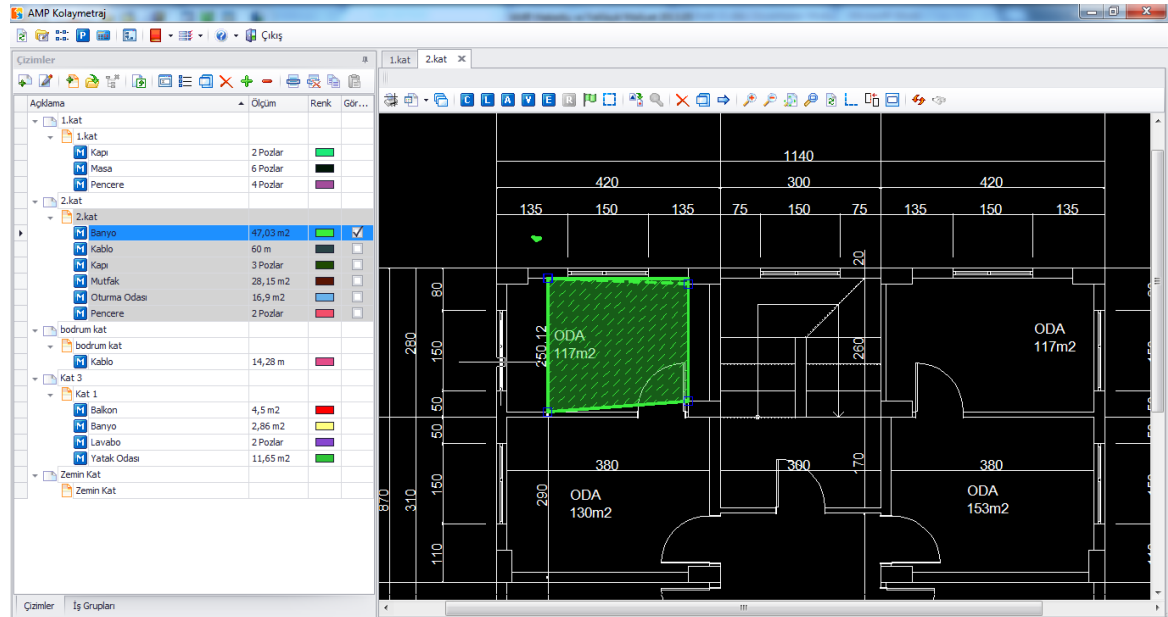 AMP Kolaymetraj
Çıkış
Çizimler
1.kat
2.kat
Açıklama
Ölçüm
Renk
Gör...
1.kat
1.kat
Kapı 2 Pozlar
Masa 6 Pozlar
Pencere 4 Pozlar
2.kat
2.kat
Banyo 47,03 m2
Kablo 60 m
Kapı 3 Pozlar
Mutfak 28,15 m2
Oturma Odası 16,9 m2
Pencere 2 Pozlar
bodrum kat
bodrum kat
Kablo 14,28 m
Kat 3
Kat 1
Balkon 4,5 m2
Banyo 2,86 m2
Lavabo 2 Pozlar
Yatak Odası 11,65 m2
Zemin Kat
Zemin Kat
Çizimler
İş Grupları
C L A V E R
1140
420 300 420
135 150 135 75 150 75 135 150 135
20
80
280
150
250,12
ODA
117m2
260
ODA
117m2
50
50
380 300 380
170
870
310
150
290
ODA
130m2
ODA
153m2
110